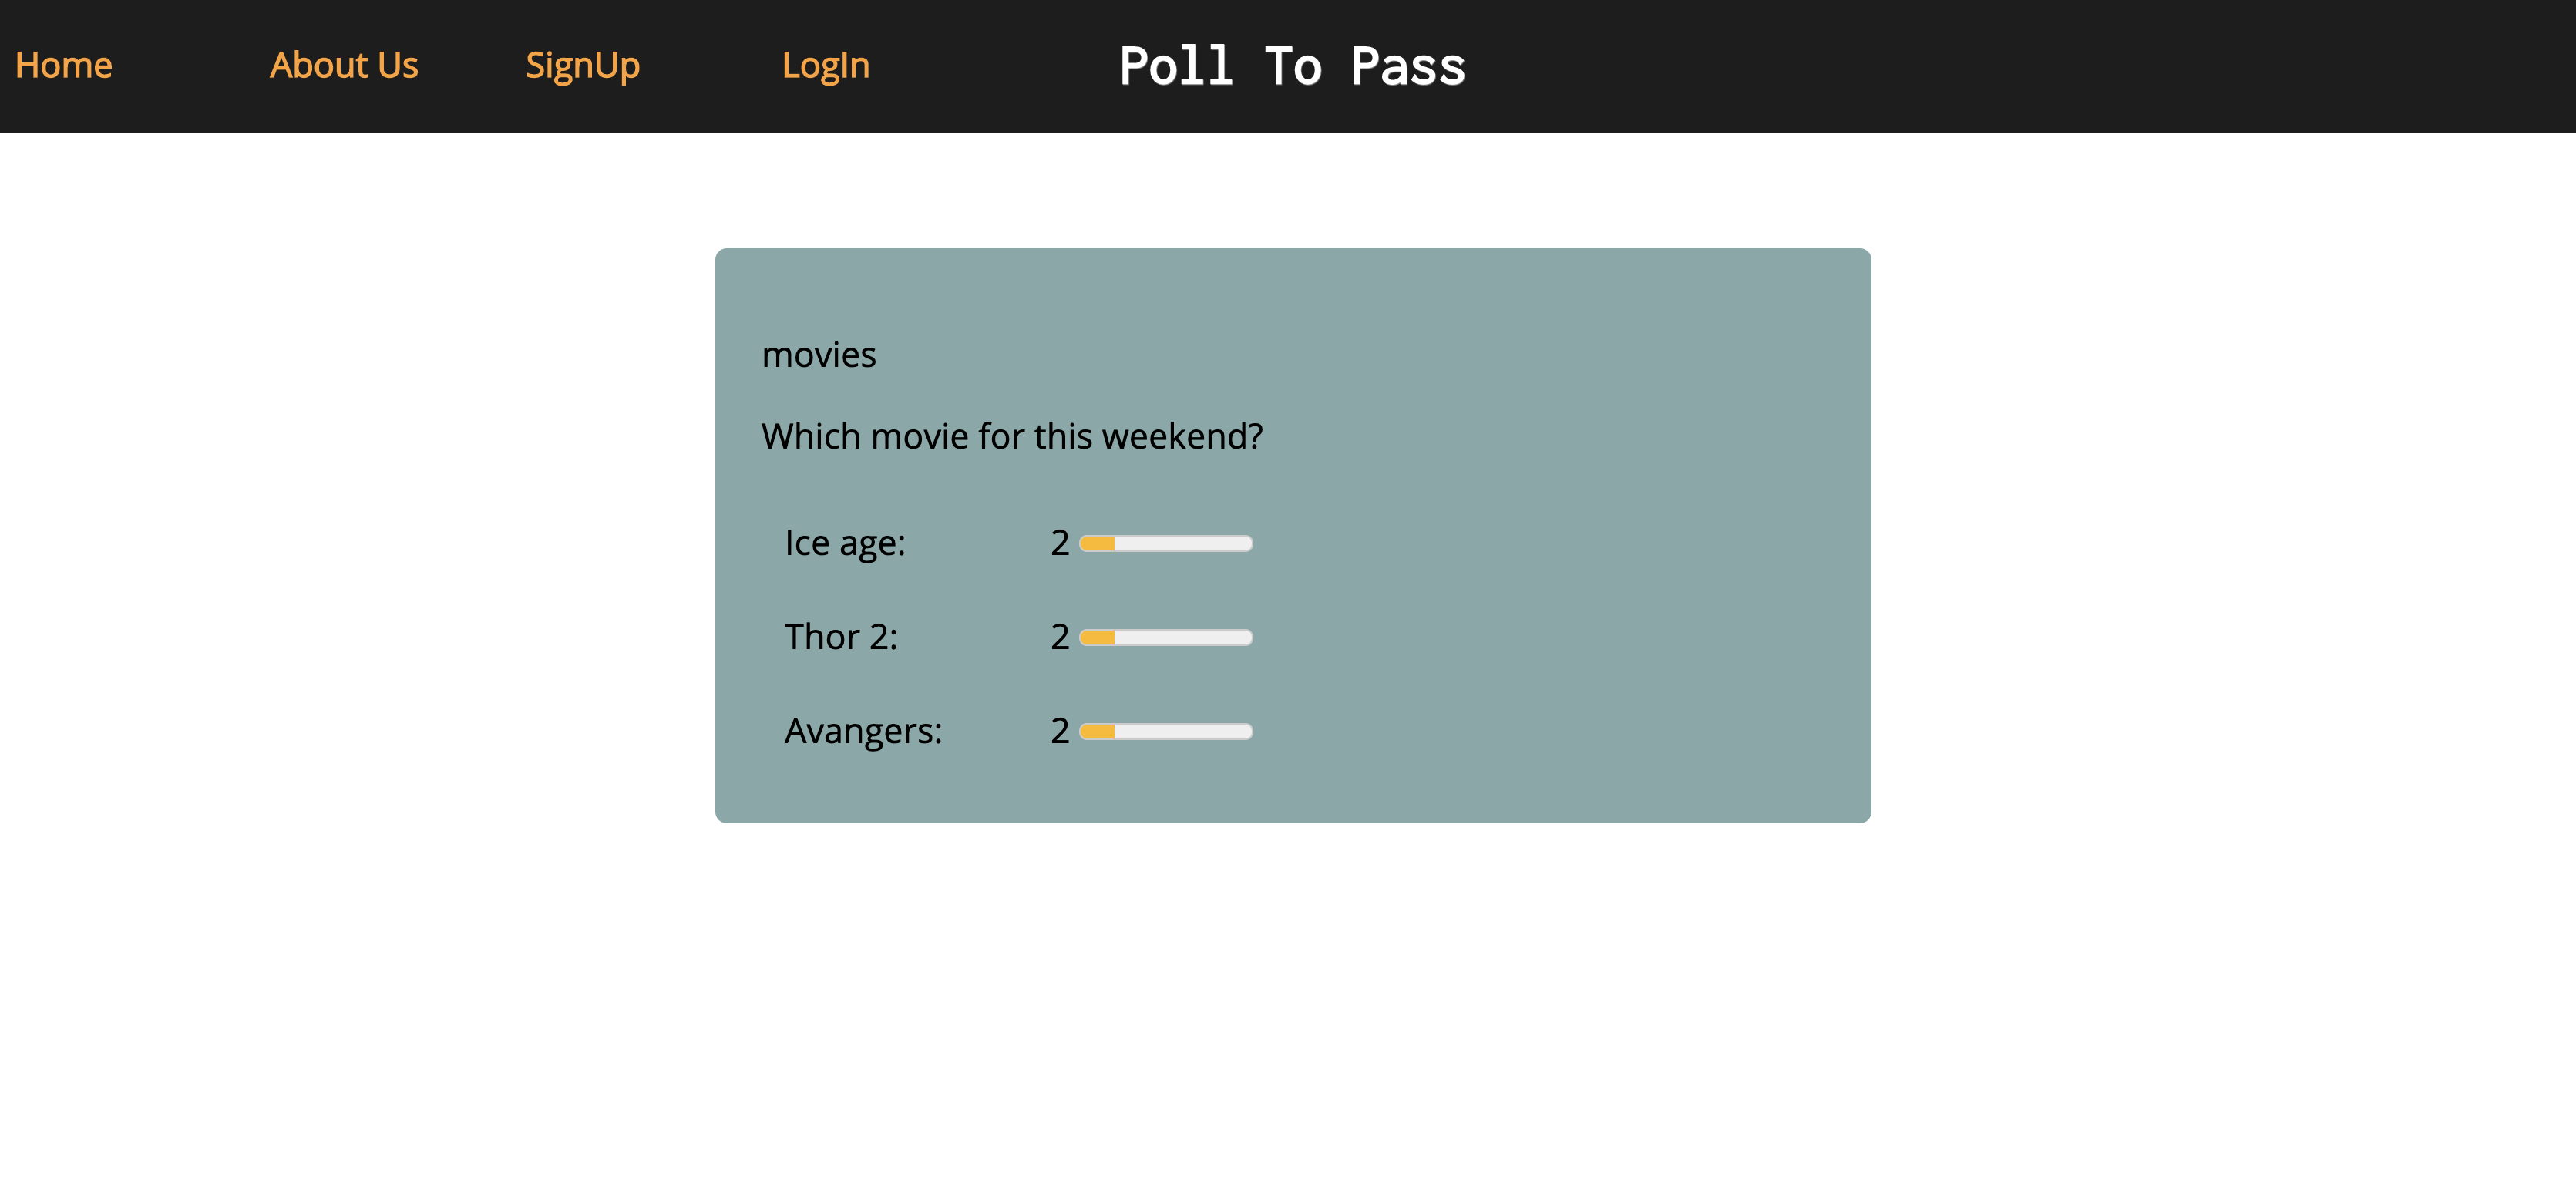 Home About Us SignUp LogIn Poll To Pass
movies
Which movie for this weekend?
Ice age: 2
Thor 2: 2
Avangers: 2